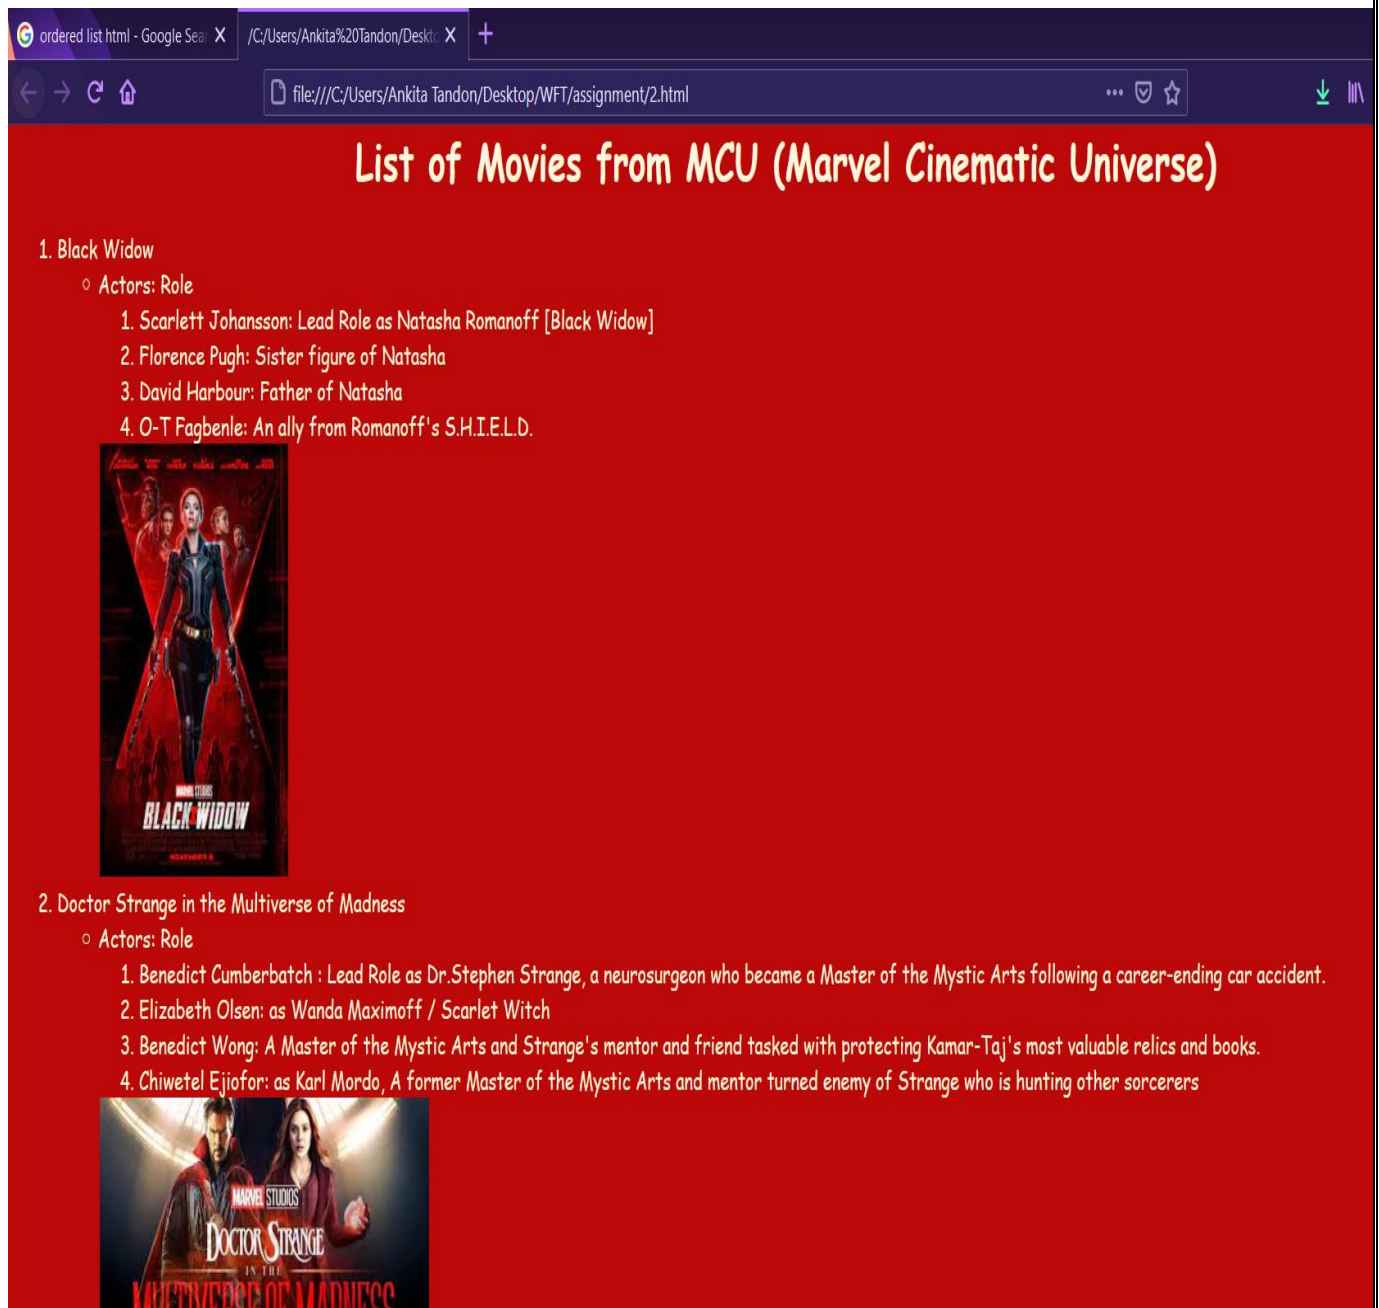 ordered list html - Google Sear
/C:/Users/Ankita%20Tandon/Deskto
file:///C:/Users/Ankita Tandon/Desktop/WFT/assignment/2.html
List of Movies from MCU (Marvel Cinematic Universe)
1. Black Widow
Actors: Role
1. Scarlett Johansson: Lead Role as Natasha Romanoff [Black Widow]
2. Florence Pugh: Sister figure of Natasha
3. David Harbour: Father of Natasha
4. O-T Fagbenle: An ally from Romanoff's S.H.I.E.L.D.
MARVEL STUDIOS
BLACK WIDOW
2. Doctor Strange in the Multiverse of Madness
Actors: Role
1. Benedict Cumberbatch : Lead Role as Dr.Stephen Strange, a neurosurgeon who became a Master of the Mystic Arts following a career-ending car accident.
2. Elizabeth Olsen: as Wanda Maximoff / Scarlet Witch
3. Benedict Wong: A Master of the Mystic Arts and Strange's mentor and friend tasked with protecting Kamar-Taj's most valuable relics and books.
4. Chiwetel Ejiofor: as Karl Mordo, A former Master of the Mystic Arts and mentor turned enemy of Strange who is hunting other sorcerers
MARVEL STUDIOS
DOCTOR STRANGE
IN THE
MULTIVERSE OF MADNESS